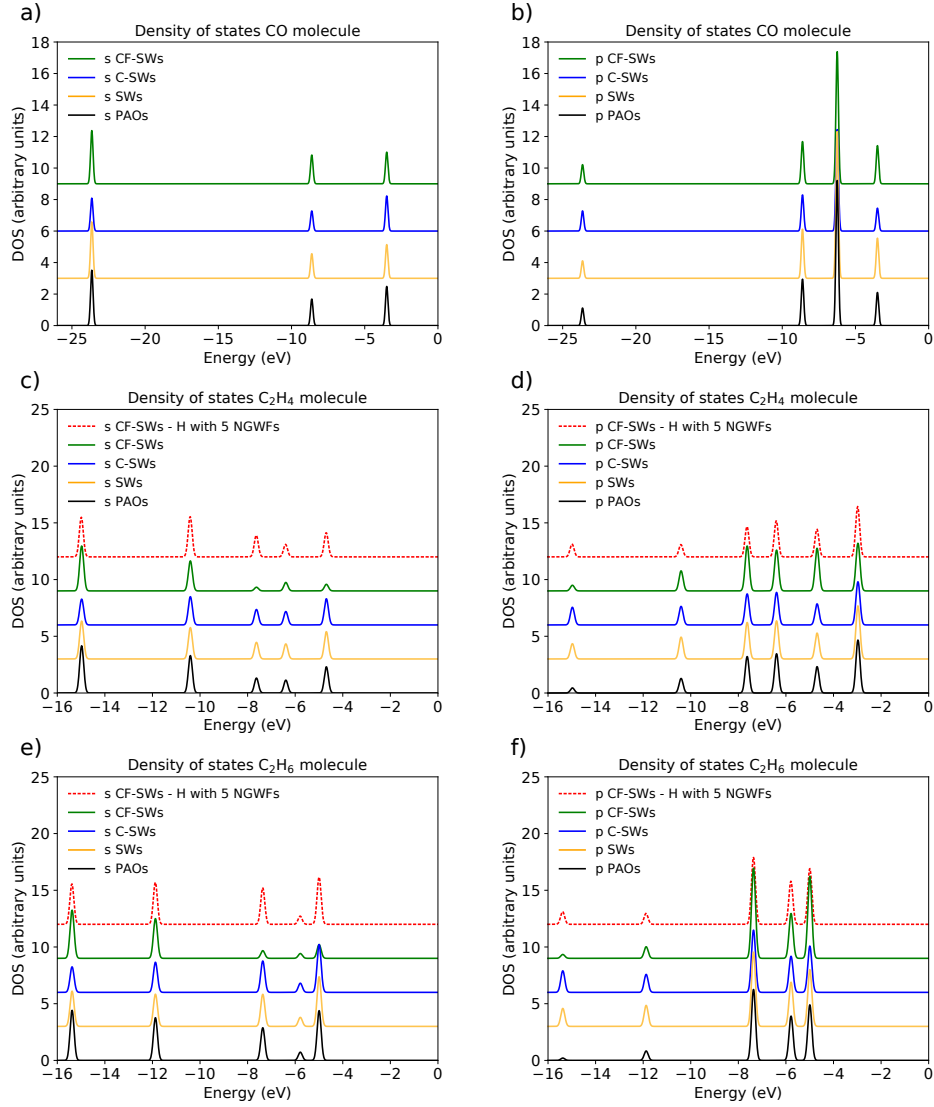 a)
Density of states CO molecule
s CF-SWs
s C-SWs
s SWs
s PAOs
DOS (arbitrary units)
18
16
14
12
10
8
6
4
2
0
−25 −20 −15 −10 −5 0
Energy (eV)
b)
Density of states CO molecule
p CF-SWs
p C-SWs
p SWs
p PAOs
DOS (arbitrary units)
18
16
14
12
10
8
6
4
2
0
−25 −20 −15 −10 −5 0
Energy (eV)
c)
Density of states C₂H₄ molecule
s CF-SWs - H with 5 NGWFs
s CF-SWs
s C-SWs
s SWs
s PAOs
DOS (arbitrary units)
25
20
15
10
5
0
−16 −14 −12 −10 −8 −6 −4 −2 0
Energy (eV)
d)
Density of states C₂H₄ molecule
p CF-SWs - H with 5 NGWFs
p CF-SWs
p C-SWs
p SWs
p PAOs
DOS (arbitrary units)
25
20
15
10
5
0
−16 −14 −12 −10 −8 −6 −4 −2 0
Energy (eV)
e)
Density of states C₂H₆ molecule
s CF-SWs - H with 5 NGWFs
s CF-SWs
s C-SWs
s SWs
s PAOs
DOS (arbitrary units)
25
20
15
10
5
0
−16 −14 −12 −10 −8 −6 −4 −2 0
Energy (eV)
f)
Density of states C₂H₆ molecule
p CF-SWs - H with 5 NGWFs
p CF-SWs
p C-SWs
p SWs
p PAOs
DOS (arbitrary units)
25
20
15
10
5
0
−16 −14 −12 −10 −8 −6 −4 −2 0
Energy (eV)